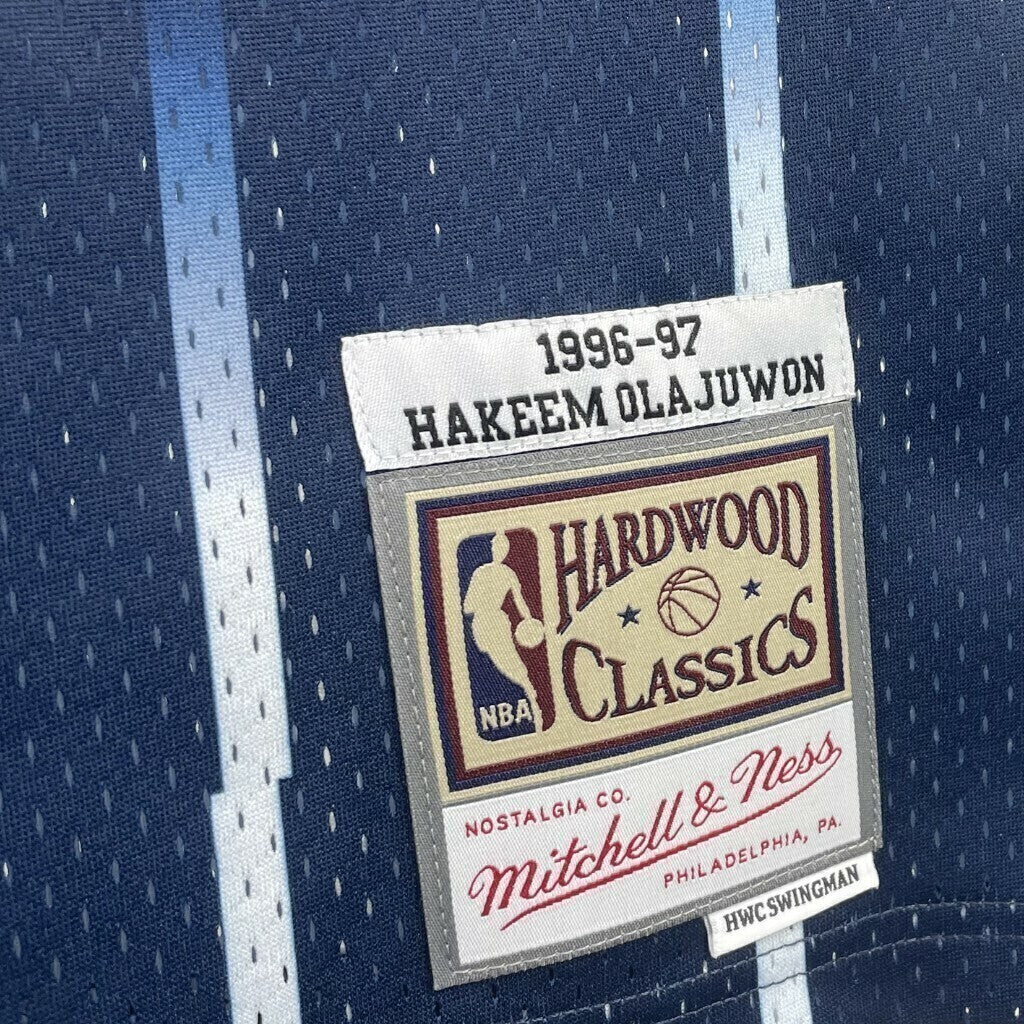 1996-97
HAKEEM OLAJUWON
HARDWOOD
CLASSICS
NBA
NOSTALGIA CO.
Mitchell & Ness
PHILADELPHIA, PA.
HWC SWINGMAN